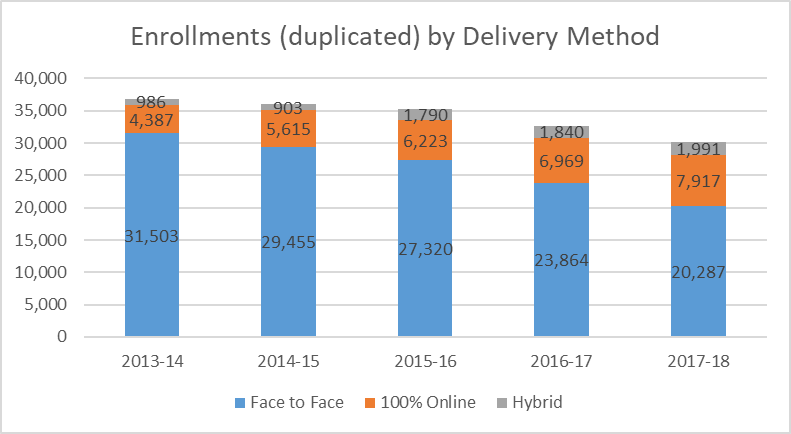 Enrollments (duplicated) by Delivery Method
40,000
35,000
30,000
25,000
20,000
15,000
10,000
5,000
0
986 903 1,790 1,840 1,991
4,387 5,615 6,223 6,969 7,917
31,503 29,455 27,320 23,864 20,287
2013-14 2014-15 2015-16 2016-17 2017-18
Face to Face 100% Online Hybrid